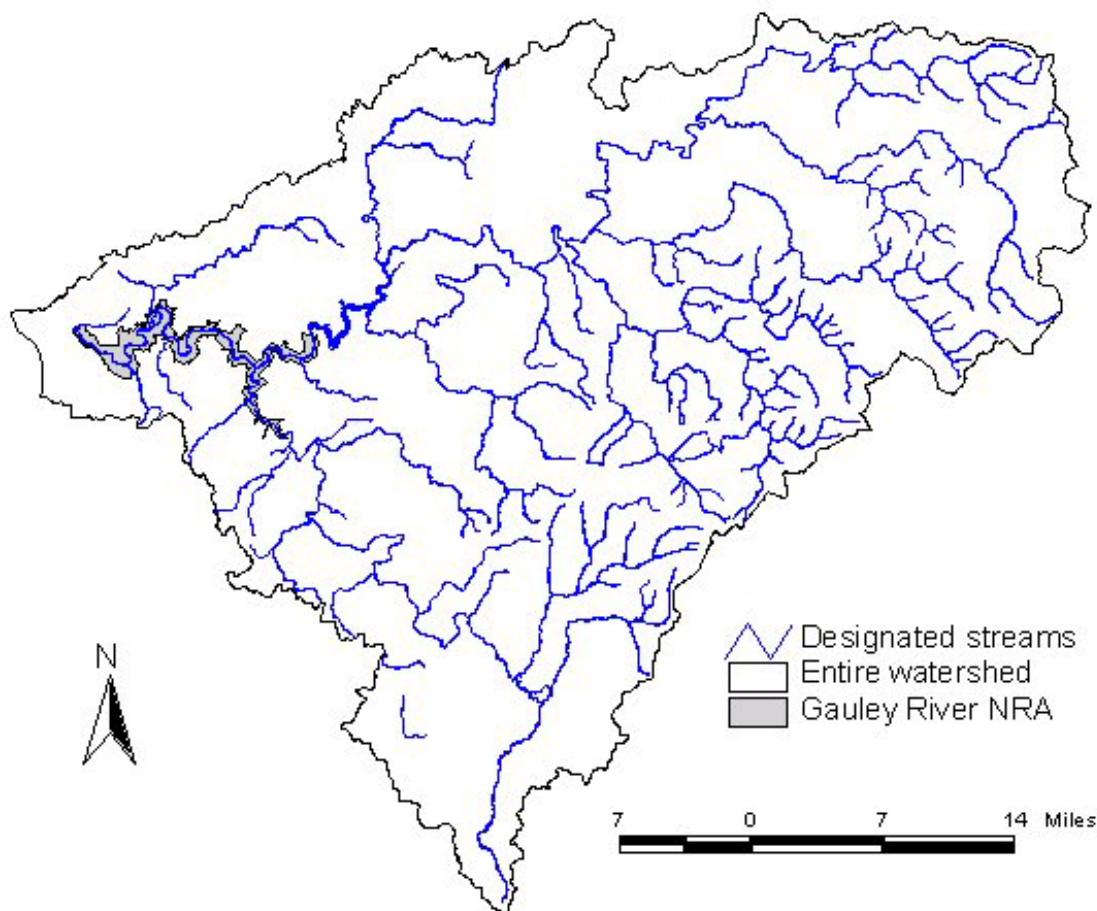 N
Designated streams
Entire watershed
Gauley River NRA
7 0 7 14 Miles